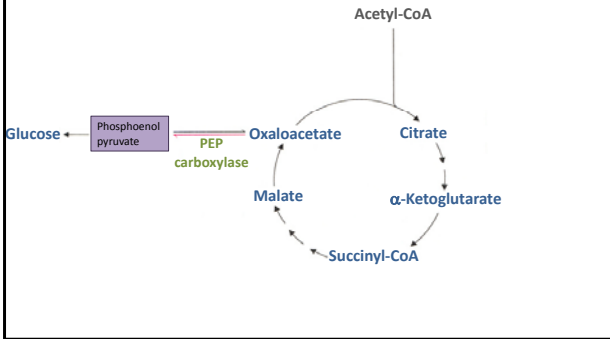 Acetyl-CoA
Glucose
Phosphoenol
pyruvate
PEP
carboxylase
Oxaloacetate
Citrate
Malate
α-Ketoglutarate
Succinyl-CoA